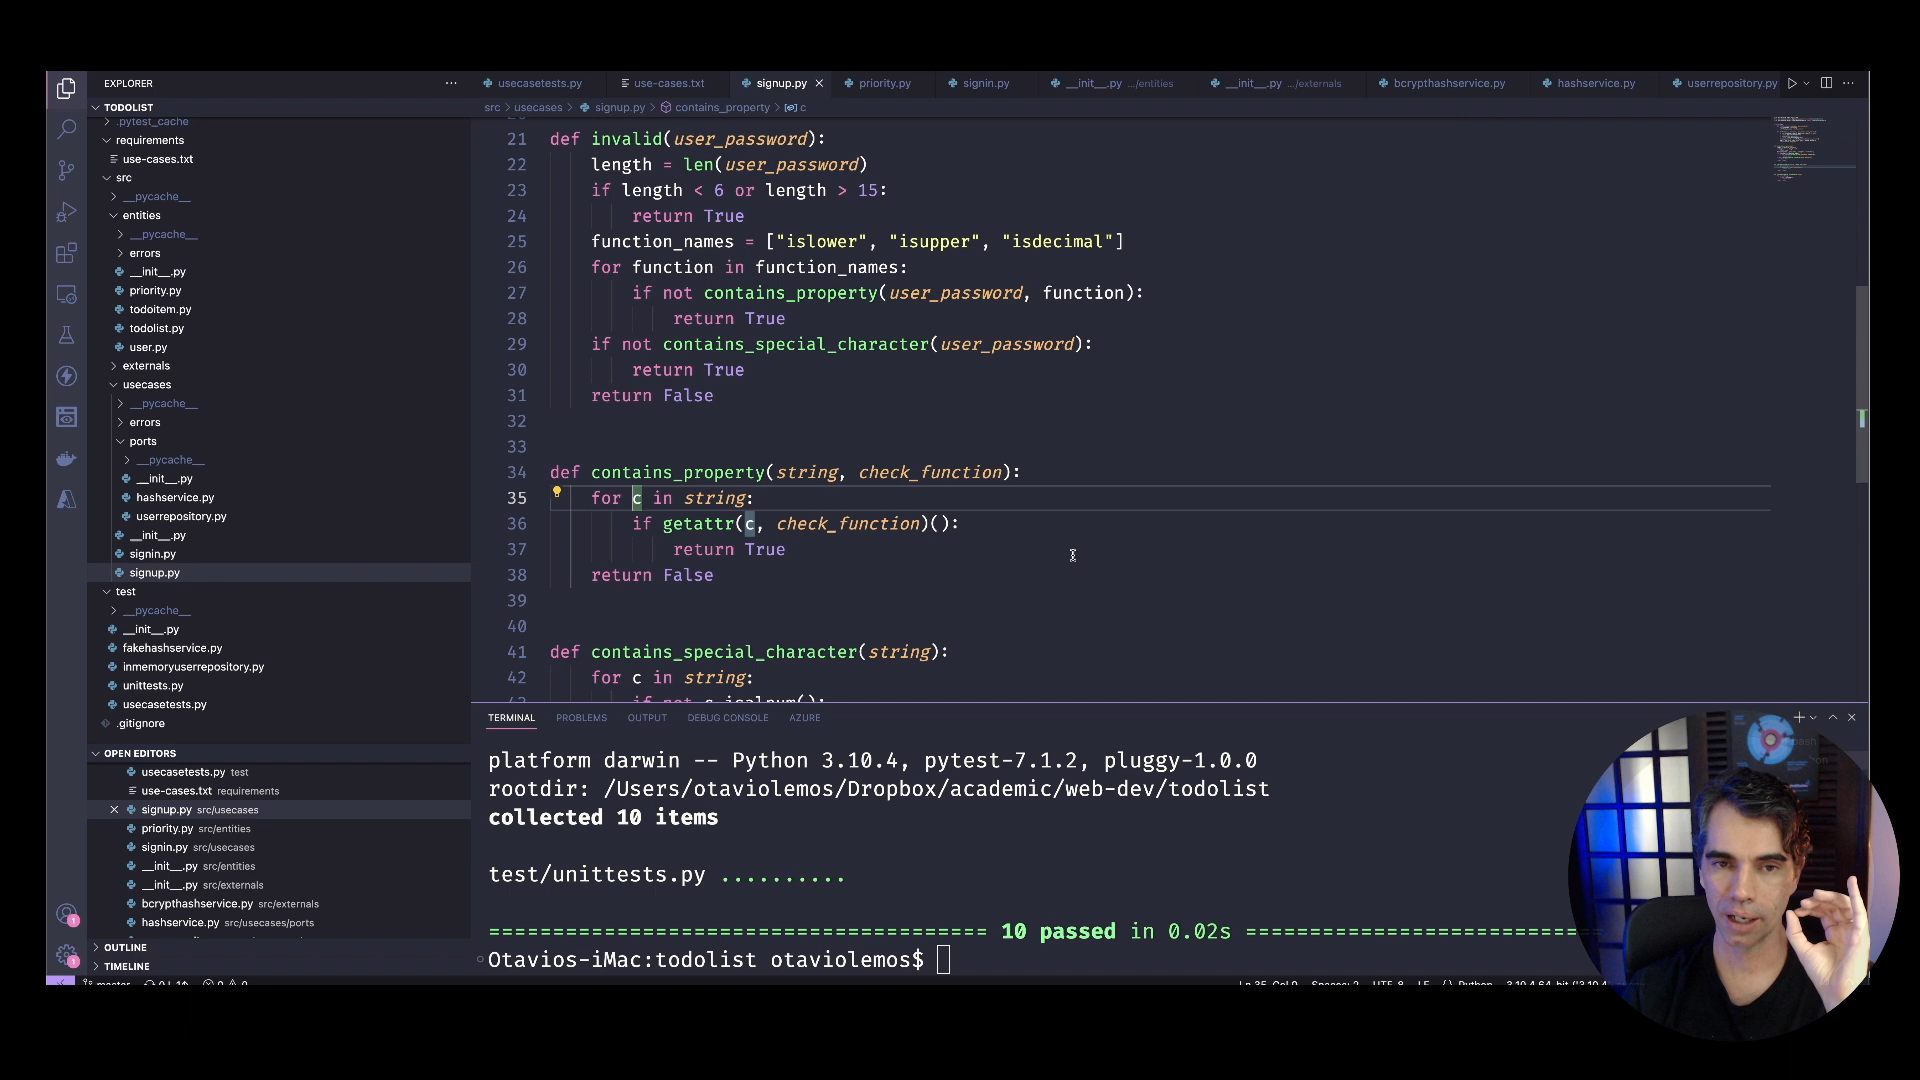 EXPLORER
TODOLIST
.pytest_cache
requirements
use-cases.txt
src
__pycache__
entities
__pycache__
errors
__init__.py
priority.py
todoitem.py
todolist.py
user.py
externals
usecases
__pycache__
errors
ports
__pycache__
__init__.py
hashservice.py
userrepository.py
__init__.py
signin.py
signup.py
test
__pycache__
__init__.py
fakehashservice.py
inmemoryuserrepository.py
unittests.py
usecasetests.py
.gitignore
OPEN EDITORS
usecasetests.py test
use-cases.txt requirements
signup.py src/usecases
priority.py src/entities
signin.py src/usecases
__init__.py src/entities
__init__.py src/externals
bcrypthashservice.py src/externals
hashservice.py src/usecases/ports
OUTLINE
TIMELINE
usecasetests.py use-cases.txt signup.py priority.py signin.py __init__.py .../entities __init__.py .../externals bcrypthashservice.py hashservice.py userrepository.py
src > usecases > signup.py > contains_property > c
21 def invalid(user_password):
22 length = len(user_password)
23 if length < 6 or length > 15:
24 return True
25 function_names = ["islower", "isupper", "isdecimal"]
26 for function in function_names:
27 if not contains_property(user_password, function):
28 return True
29 if not contains_special_character(user_password):
30 return True
31 return False
32
33
34 def contains_property(string, check_function):
35 for c in string:
36 if getattr(c, check_function)():
37 return True
38 return False
39
40
41 def contains_special_character(string):
42 for c in string:
TERMINAL PROBLEMS OUTPUT DEBUG CONSOLE AZURE
platform darwin -- Python 3.10.4, pytest-7.1.2, pluggy-1.0.0
rootdir: /Users/otaviolemos/Dropbox/academic/web-dev/todolist
collected 10 items
test/unittests.py ..........
======================================= 10 passed in 0.02s ============================
Otavios-iMac:todolist otaviolemos$